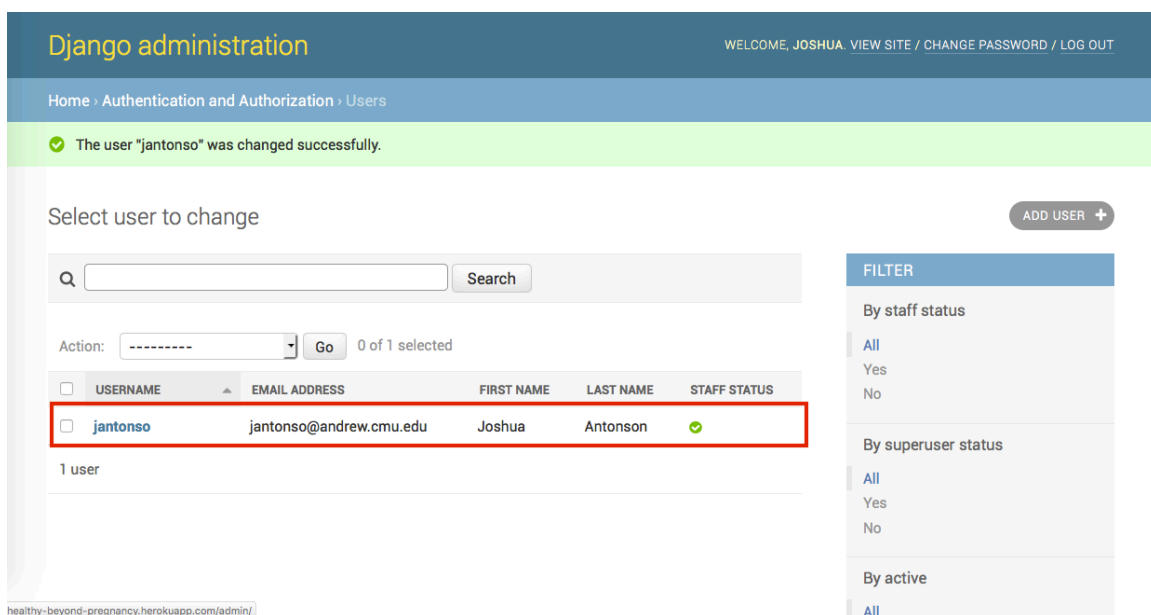 Django administration
WELCOME, JOSHUA. VIEW SITE / CHANGE PASSWORD / LOG OUT
Home › Authentication and Authorization › Users
The user "jantonso" was changed successfully.
Select user to change
ADD USER +
Search
Action: --------- Go 0 of 1 selected
USERNAME EMAIL ADDRESS FIRST NAME LAST NAME STAFF STATUS
jantonso jantonso@andrew.cmu.edu Joshua Antonson
1 user
FILTER
By staff status
All
Yes
No
By superuser status
All
Yes
No
By active
All
healthy-beyond-pregnancy.herokuapp.com/admin/